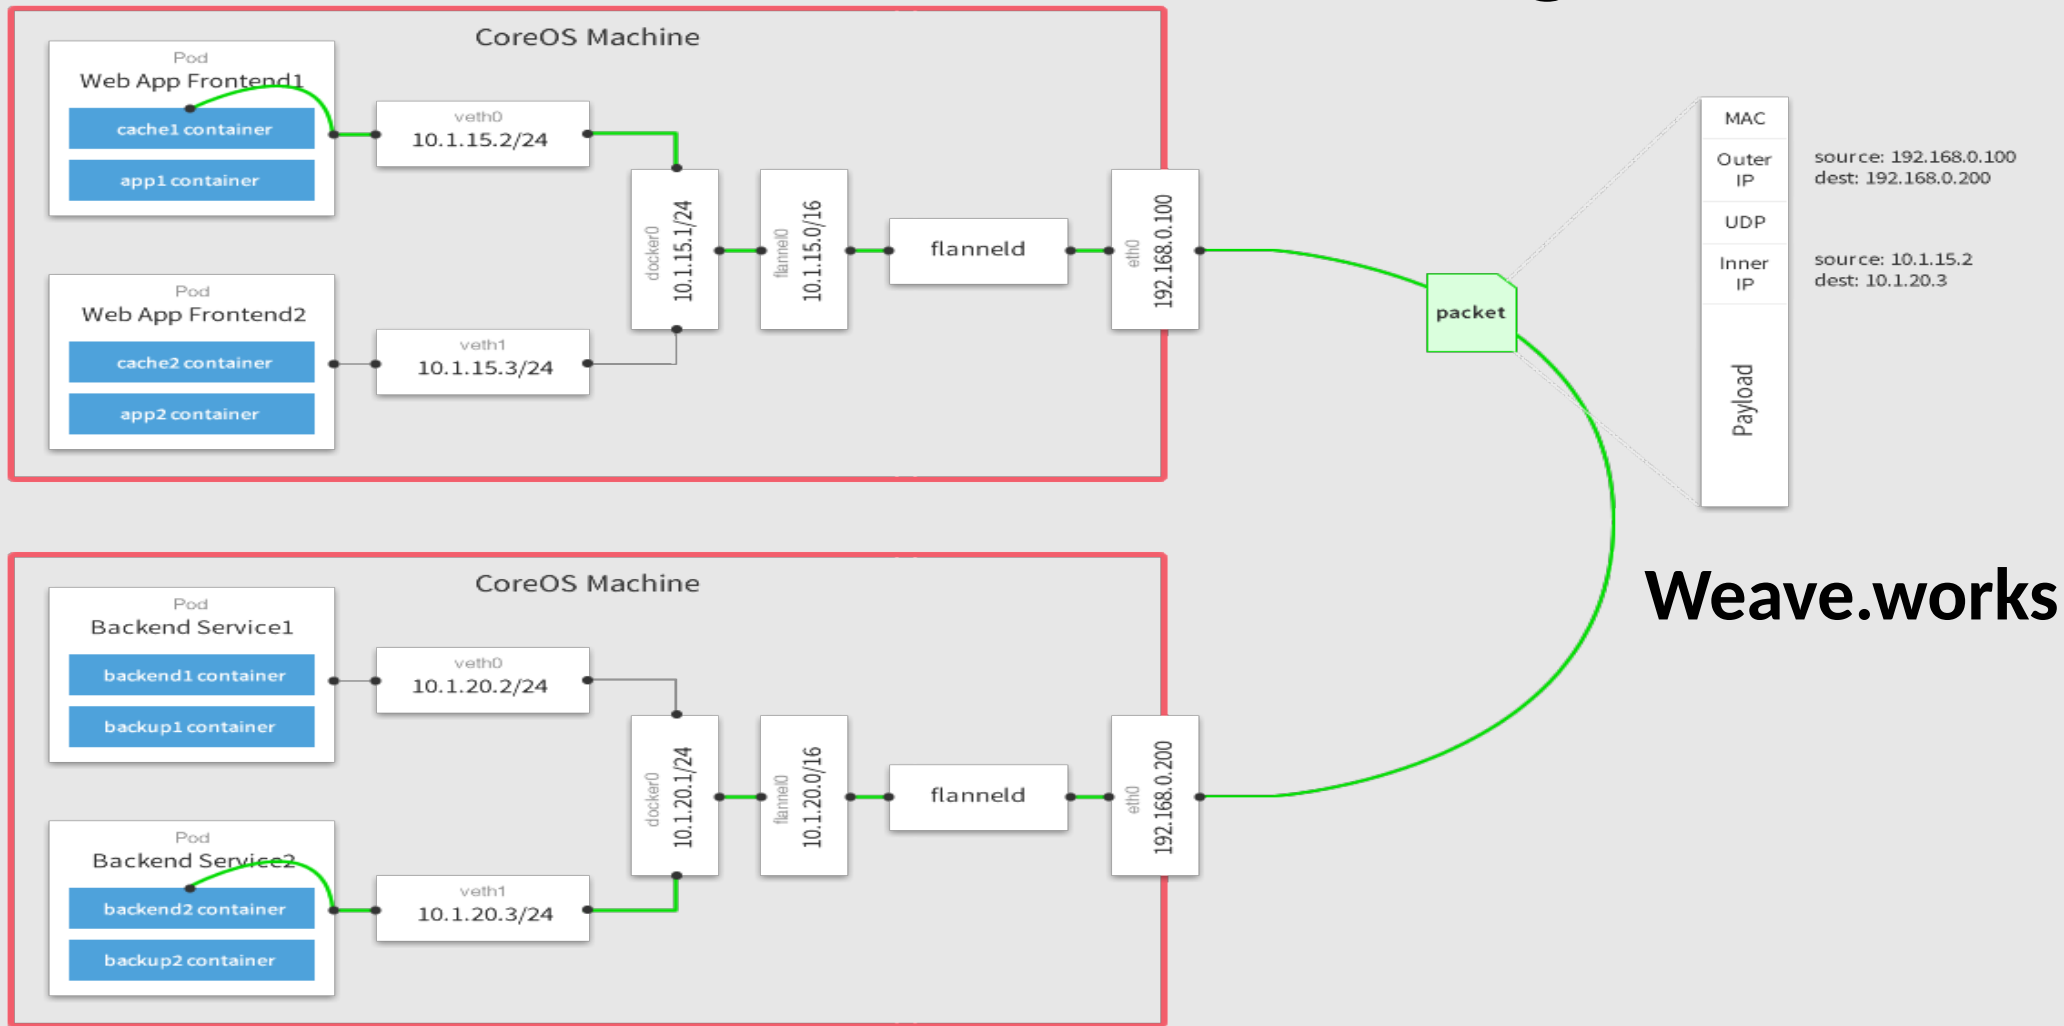 CoreOS Machine
Pod
Web App Frontend1
cache1 container
app1 container
veth0
10.1.15.2/24
Pod
Web App Frontend2
cache2 container
app2 container
veth1
10.1.15.3/24
docker0
10.1.15.1/24
flannel0
10.1.15.0/16
flanneld
eth0
192.168.0.100
packet
MAC
Outer
IP
source: 192.168.0.100
dest: 192.168.0.200
UDP
Inner
IP
source: 10.1.15.2
dest: 10.1.20.3
Payload
Weave.works
CoreOS Machine
Pod
Backend Service1
backend1 container
backup1 container
veth0
10.1.20.2/24
Pod
Backend Service2
backend2 container
backup2 container
veth1
10.1.20.3/24
docker0
10.1.20.1/24
flannel0
10.1.20.0/16
flanneld
eth0
192.168.0.200